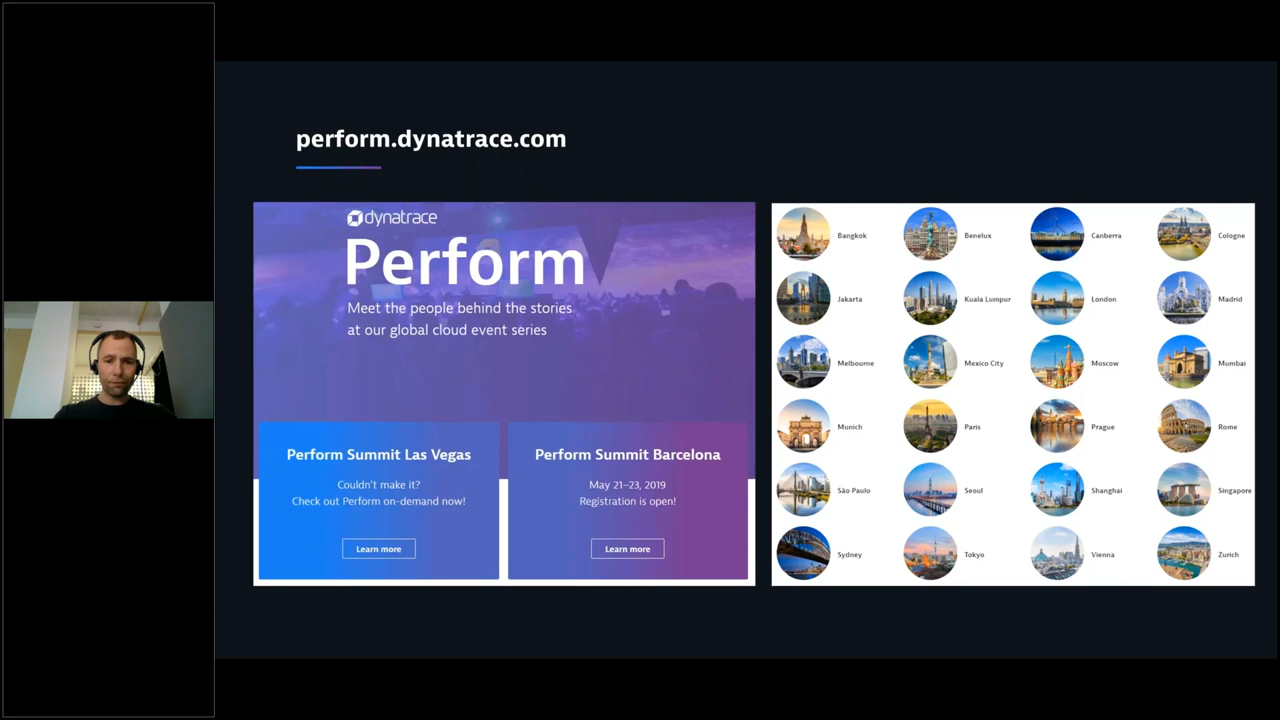 perform.dynatrace.com
dynatrace
Perform
Meet the people behind the stories
at our global cloud event series
Perform Summit Las Vegas
Couldn't make it?
Check out Perform on-demand now!
Learn more
Perform Summit Barcelona
May 21–23, 2019
Registration is open!
Learn more
Bangkok
Benelux
Canberra
Cologne
Jakarta
Kuala Lumpur
London
Madrid
Melbourne
Mexico City
Moscow
Mumbai
Munich
Paris
Prague
Rome
São Paulo
Seoul
Shanghai
Singapore
Sydney
Tokyo
Vienna
Zurich